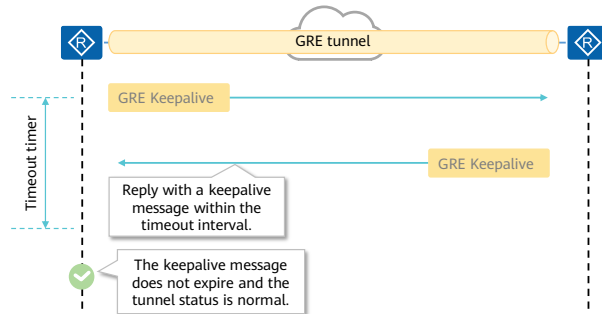 R
GRE tunnel
R
GRE Keepalive
GRE Keepalive
Timeout timer
Reply with a keepalive
message within the
timeout interval.
The keepalive message
does not expire and the
tunnel status is normal.